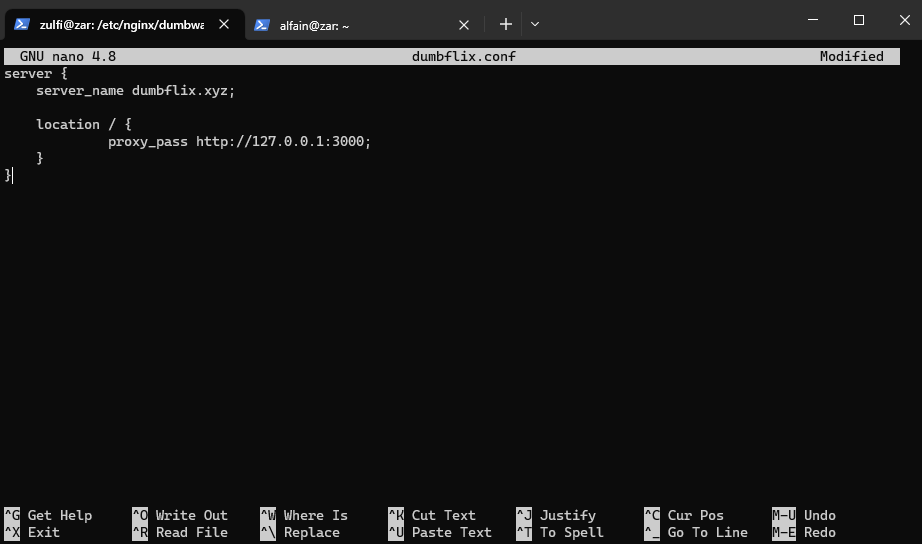 zulfi@zar: /etc/nginx/dumbwa
alfain@zar: ~
GNU nano 4.8 dumbflix.conf Modified
server {
    server_name dumbflix.xyz;

    location / {
             proxy_pass http://127.0.0.1:3000;
    }
}
^G Get Help ^O Write Out ^W Where Is ^K Cut Text ^J Justify ^C Cur Pos M-U Undo
^X Exit ^R Read File ^\ Replace ^U Paste Text ^T To Spell ^_ Go To Line M-E Redo